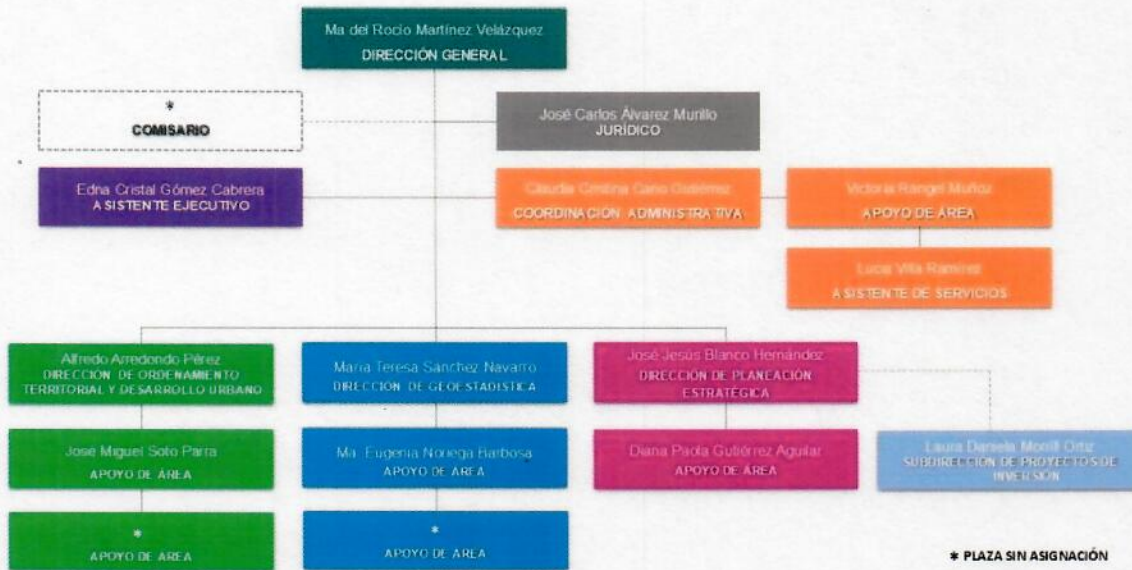 Ma del Rocio Martínez Velázquez
DIRECCIÓN GENERAL
*
COMISARIO
José Carlos Álvarez Murillo
JURÍDICO
Edna Cristal Gómez Cabrera
ASISTENTE EJECUTIVO
Claudia Cristina Cano Gutiérrez
COORDINACIÓN ADMINISTRATIVA
Victoria Rangel Muñoz
APOYO DE ÁREA
Lucia Villa Ramírez
ASISTENTE DE SERVICIOS
Alfredo Arredondo Pérez
DIRECCIÓN DE ORDENAMIENTO
TERRITORIAL Y DESARROLLO URBANO
María Teresa Sánchez Navarro
DIRECCIÓN DE GEOESTADÍSTICA
José Jesús Blanco Hernández
DIRECCIÓN DE PLANEACIÓN
ESTRATÉGICA
José Miguel Soto Parra
APOYO DE ÁREA
Ma. Eugenia Noriega Barbosa
APOYO DE ÁREA
Diana Paola Gutiérrez Aguilar
APOYO DE ÁREA
Laura Daniela Ortiz
SUBDIRECCIÓN DE PROYECTOS DE
INVERSIÓN
*
APOYO DE ÁREA
*
APOYO DE ÁREA
* PLAZA SIN ASIGNACIÓN